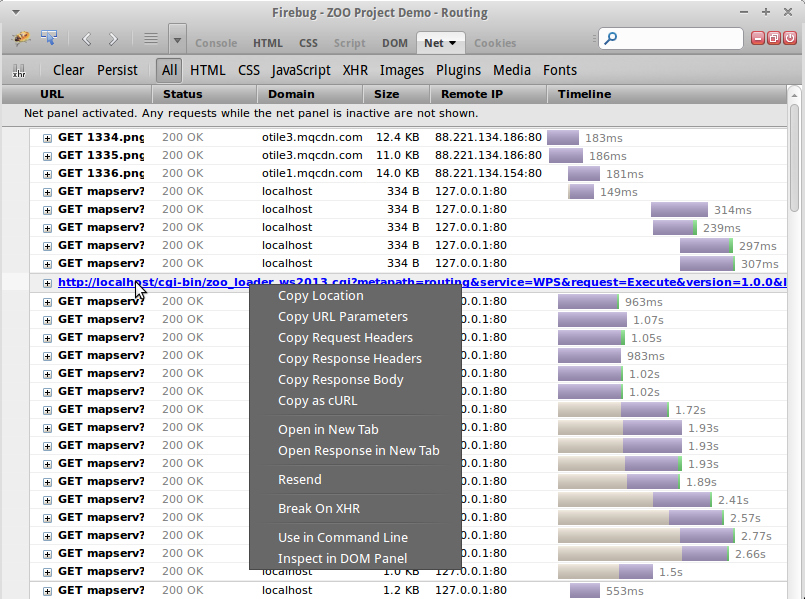 Firebug - ZOO Project Demo - Routing
Console HTML CSS Script DOM Net Cookies
xhr Clear Persist All HTML CSS JavaScript XHR Images Plugins Media Fonts
URL Status Domain Size Remote IP Timeline
Net panel activated. Any requests while the net panel is inactive are not shown.
GET 1334.png 200 OK otile3.mqcdn.com 12.4 KB 88.221.134.186:80 183ms
GET 1335.png 200 OK otile3.mqcdn.com 11.0 KB 88.221.134.186:80 186ms
GET 1336.png 200 OK otile1.mqcdn.com 14.0 KB 88.221.134.154:80 181ms
GET mapserv? 200 OK localhost 334 B 127.0.0.1:80 149ms
GET mapserv? 200 OK localhost 334 B 127.0.0.1:80 314ms
GET mapserv? 200 OK localhost 334 B 127.0.0.1:80 239ms
GET mapserv? 200 OK localhost 334 B 127.0.0.1:80 297ms
GET mapserv? 200 OK localhost 334 B 127.0.0.1:80 307ms
http://localhost/cgi-bin/zoo_loader_ws2013.cgi?metapath=routing&service=WPS&request=Execute&version=1.0.0&I
GET mapserv? 200 OK 0.0.1:80 963ms
GET mapserv? 200 OK 0.0.1:80 1.07s
GET mapserv? 200 OK 0.0.1:80 1.05s
GET mapserv? 200 OK 0.0.1:80 983ms
GET mapserv? 200 OK 0.0.1:80 1.02s
GET mapserv? 200 OK 0.0.1:80 1.02s
GET mapserv? 200 OK 0.0.1:80 1.72s
GET mapserv? 200 OK 0.0.1:80 1.93s
GET mapserv? 200 OK 0.0.1:80 1.93s
GET mapserv? 200 OK 0.0.1:80 1.93s
GET mapserv? 200 OK 0.0.1:80 1.89s
GET mapserv? 200 OK 0.0.1:80 2.41s
GET mapserv? 200 OK 0.0.1:80 2.57s
GET mapserv? 200 OK 0.0.1:80 2.77s
GET mapserv? 200 OK 0.0.1:80 2.66s
GET mapserv? 200 OK localhost 1.0 KB 127.0.0.1:80 1.5s
GET mapserv? 200 OK localhost 1.2 KB 127.0.0.1:80 553ms
Copy Location
Copy URL Parameters
Copy Request Headers
Copy Response Headers
Copy Response Body
Copy as cURL
Open in New Tab
Open Response in New Tab
Resend
Break On XHR
Use in Command Line
Inspect in DOM Panel